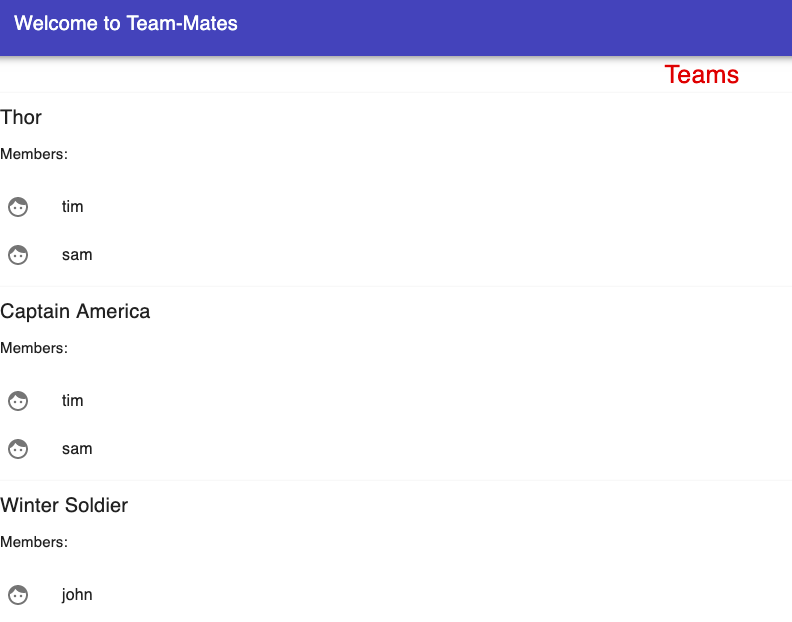 Welcome to Team-Mates
Teams
Thor
Members:
tim
sam
Captain America
Members:
tim
sam
Winter Soldier
Members:
john